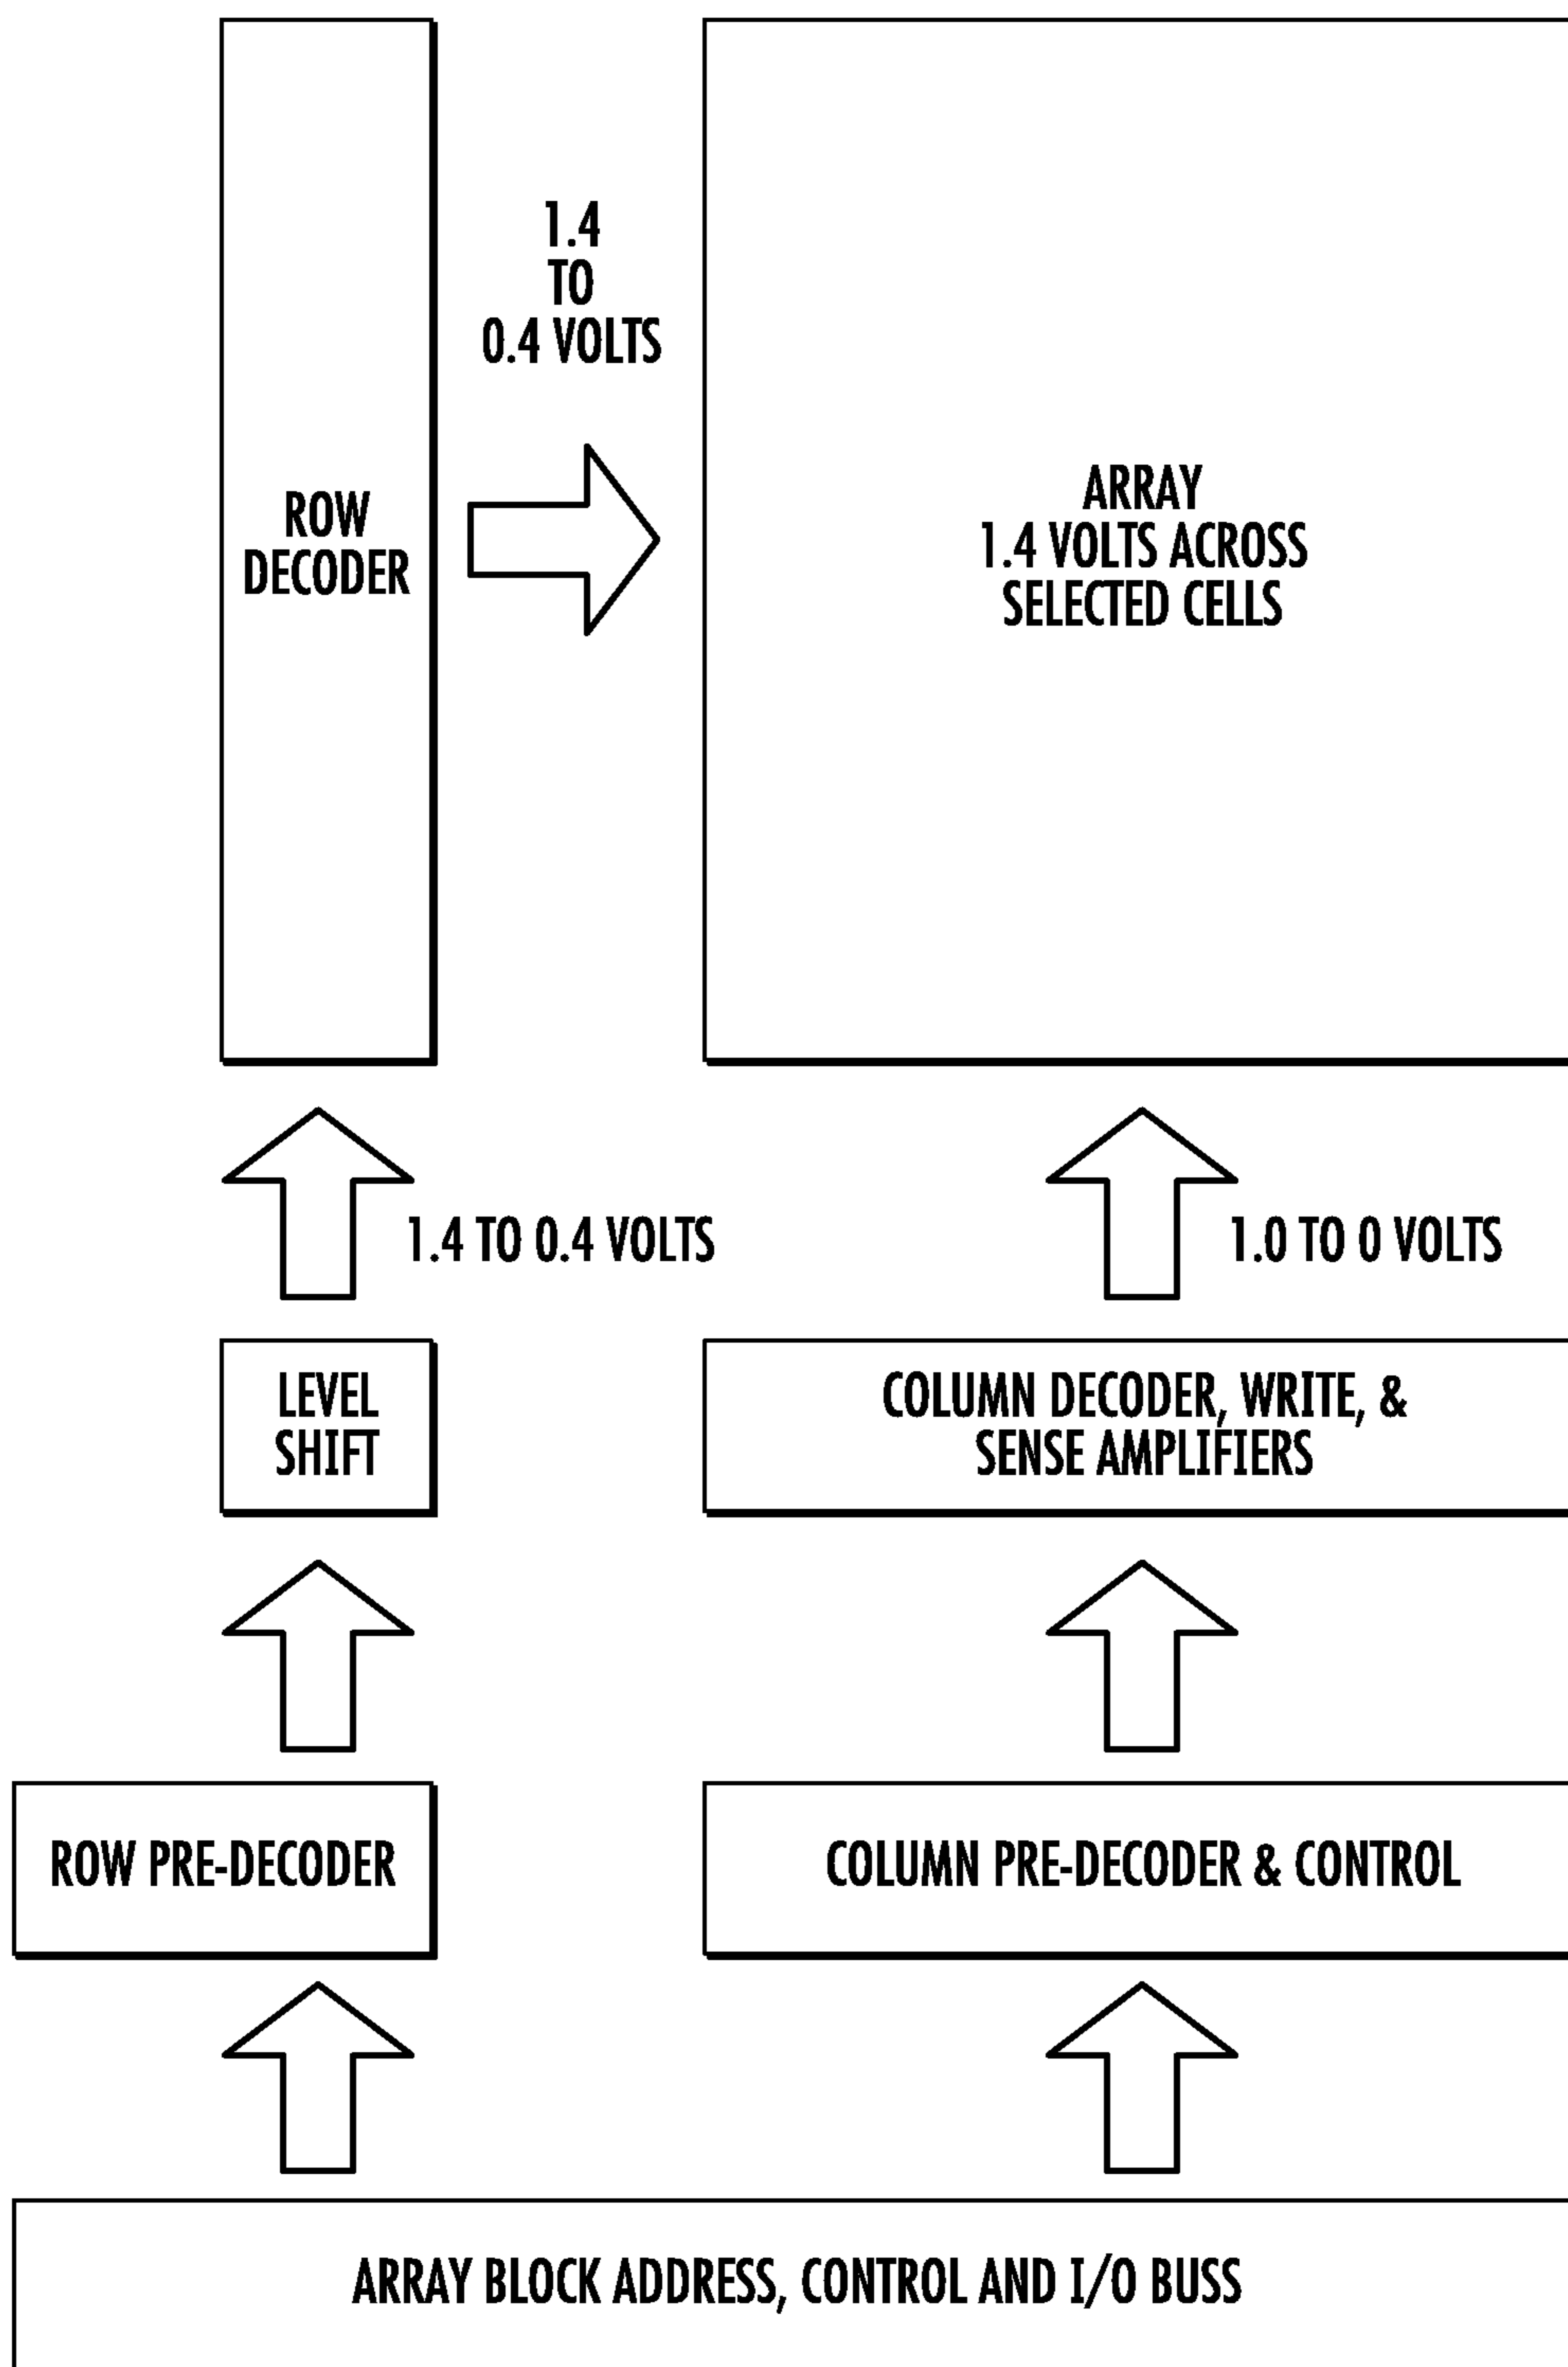 1.4
TO
0.4 VOLTS
ROW
DECODER
ARRAY
1.4 VOLTS ACROSS
SELECTED CELLS
1.4 TO 0.4 VOLTS
1.0 TO 0 VOLTS
LEVEL
SHIFT
COLUMN DECODER, WRITE, &
SENSE AMPLIFIERS
ROW PRE-DECODER
COLUMN PRE-DECODER & CONTROL
ARRAY BLOCK ADDRESS, CONTROL AND I/O BUSS